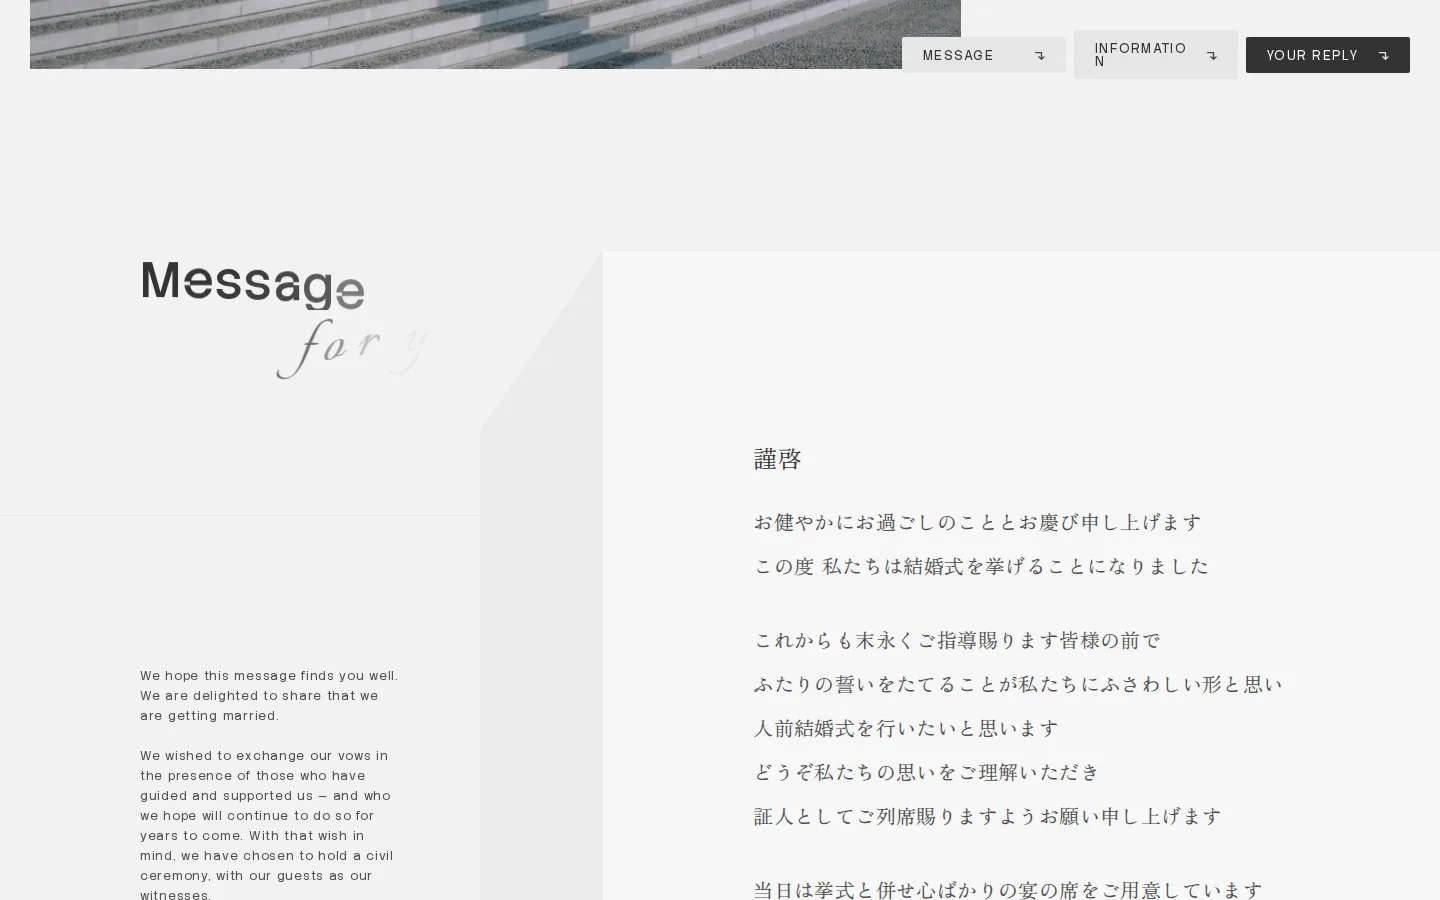 MESSAGE
INFORMATIO
N
YOUR REPLY
Message
for y
謹啓
お健やかにお過ごしのこととお慶び申し上げます
この度 私たちは結婚式を挙げることになりました
これからも末永くご指導賜ります皆様の前で
ふたりの誓いをたてることが私たちにふさわしい形と思い
人前結婚式を行いたいと思います
どうぞ私たちの思いをご理解いただき
証人としてご列席賜りますようお願い申し上げます
当日は挙式と併せ心ばかりの宴の席をご用意しています
We hope this message finds you well.
We are delighted to share that we
are getting married.
We wished to exchange our vows in
the presence of those who have
guided and supported us – and who
we hope will continue to do so for
years to come. With that wish in
mind, we have chosen to hold a civil
ceremony, with our guests as our
witnesses.